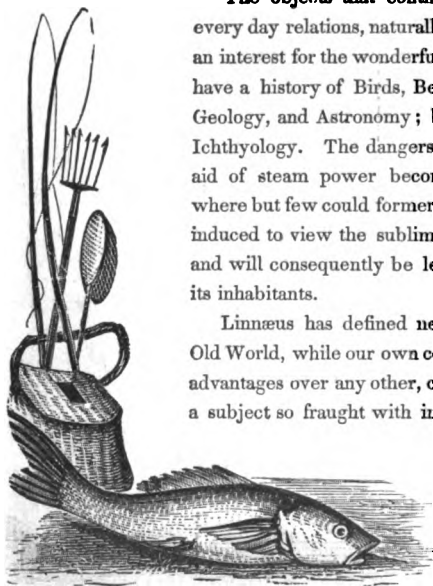 every day relations, naturall
an interest for the wonderfu
have a history of Birds, Be
Geology, and Astronomy; b
Ichthyology. The dangers
aid of steam power becor
where but few could former
induced to view the sublim
and will consequently be le
its inhabitants.
Linnæus has defined ne
Old World, while our own c
advantages over any other, c
a subject so fraught with in